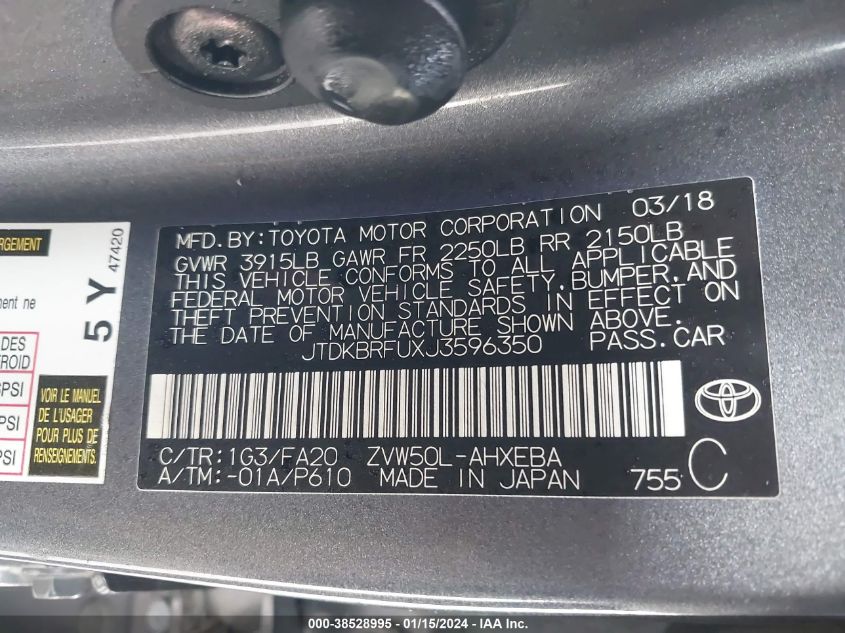 RGEMENT
ment ne
DES
ROID
PSI
PSI
PSI
5 Y 47420
VOIR LE MANUEL
DE L'USAGER
POUR PLUS DE
RENSEIGNEMENTS.
MFD. BY: TOYOTA MOTOR CORPORATION 03/18
GVWR 3915LB GAWR FR 2250LB RR 2150LB
THIS VEHICLE CONFORMS TO ALL APPLICABLE
FEDERAL MOTOR VEHICLE SAFETY, BUMPER, AND
THEFT PREVENTION STANDARDS IN EFFECT ON
THE DATE OF MANUFACTURE SHOWN ABOVE.
JTDKBRFUXJ3596350 PASS. CAR
C/TR: 1G3/FA20 ZVW50L-AHXEBA
A/TM: -01A/P610 MADE IN JAPAN 755 C
000-38528995 - 01/15/2024 - IAA Inc.